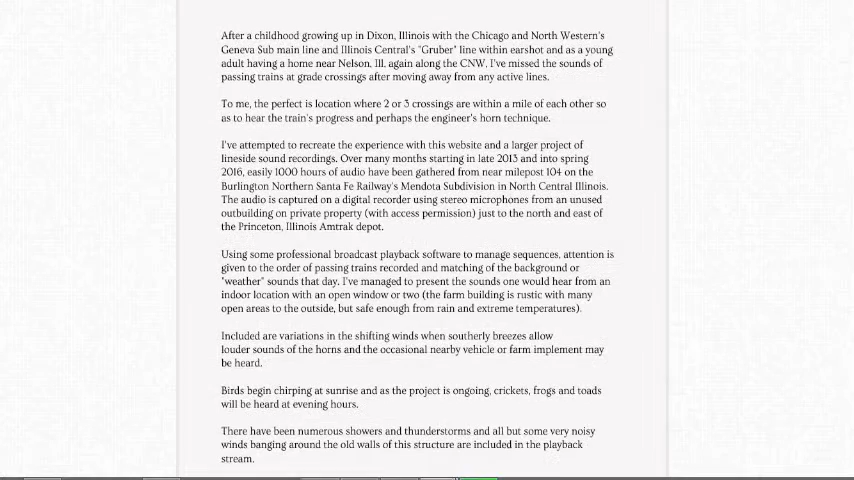 After a childhood growing up in Dixon, Illinois with the Chicago and North Western's
Geneva Sub main line and Illinois Central's "Gruber" line within earshot and as a young
adult having a home near Nelson, Ill. again along the CNW, I've missed the sounds of
passing trains at grade crossings after moving away from any active lines.
To me, the perfect is location where 2 or 3 crossings are within a mile of each other so
as to hear the train's progress and perhaps the engineer's horn technique.
I've attempted to recreate the experience with this website and a larger project of
lineside sound recordings. Over many months starting in late 2013 and into spring
2016, easily 1000 hours of audio have been gathered from near milepost 104 on the
Burlington Northern Santa Fe Railway's Mendota Subdivision in North Central Illinois.
The audio is captured on a digital recorder using stereo microphones from an unused
outbuilding on private property (with access permission) just to the north and east of
the Princeton, Illinois Amtrak depot.
Using some professional broadcast playback software to manage sequences, attention is
given to the order of passing trains recorded and matching of the background or
"weather" sounds that day. I've managed to present the sounds one would hear from an
indoor location with an open window or two (the farm building is rustic with many
open areas to the outside, but safe enough from rain and extreme temperatures).
Included are variations in the shifting winds when southerly breezes allow
louder sounds of the horns and the occasional nearby vehicle or farm implement may
be heard.
Birds begin chirping at sunrise and as the project is ongoing, crickets, frogs and toads
will be heard at evening hours.
There have been numerous showers and thunderstorms and all but some very noisy
winds banging around the old walls of this structure are included in the playback
stream.